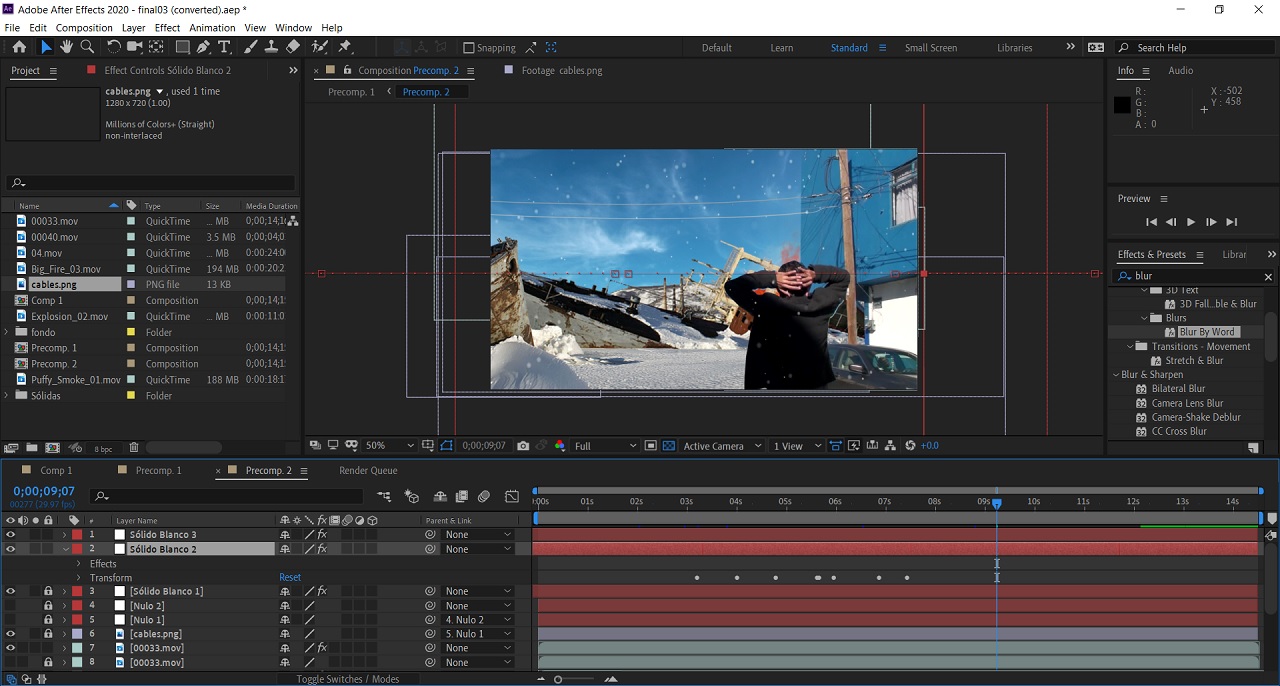 Adobe After Effects 2020 - final03 (converted).aep *
File Edit Composition Layer Effect Animation View Window Help
Snapping Default Learn Standard Small Screen Libraries Search Help
Project Effect Controls Sólido Blanco 2
Composition Precomp. 2 Footage cables.png
Precomp. 1 Precomp. 2
cables.png , used 1 time
1280 x 720 (1.00)
Millions of Colors+ (Straight)
non-interlaced
Name Type Size Media Duration
00033.mov QuickTime ... MB 0;00;14;1
00040.mov QuickTime 3.5 MB 0;00;04;0
04.mov QuickTime ... MB 0:00:24:0
Big_Fire_03.mov QuickTime 194 MB 0:00:20:2
cables.png PNG file 13 KB
Comp 1 Composition 0;00;14;1
Explosion_02.mov QuickTime ... MB 0:00:11:0
fondo Folder
Precomp. 1 Composition 0;00;14;1
Precomp. 2 Composition 0;00;14;1
Puffy_Smoke_01.mov QuickTime 188 MB 0:00:18:1
Sólidas Folder
8 bpc
50% 0;00;09;07 Full Active Camera 1 View +0.0
Info Audio
R : X : -502
G : Y : 458
B :
A : 0
Preview
Effects & Presets Librar
blur
3D Text
3D Fall...ble & Blur
Blurs
Blur By Word
Transitions - Movement
Stretch & Blur
Blur & Sharpen
Bilateral Blur
Camera Lens Blur
Camera-Shake Deblur
CC Cross Blur
Comp 1 Precomp. 1 Precomp. 2 Render Queue
0;00;09;07
00277 (29.97 fps)
:00s 01s 02s 03s 04s 05s 06s 07s 08s 09s 10s 11s 12s 13s 14s
# Layer Name Parent & Link
1 Sólido Blanco 3 None
2 Sólido Blanco 2 None
Effects
Transform Reset
3 [Sólido Blanco 1] None
4 [Nulo 2] None
5 [Nulo 1] 4. Nulo 2
6 [cables.png] 5. Nulo 1
7 [00033.mov] None
8 [00033.mov] None
Toggle Switches / Modes